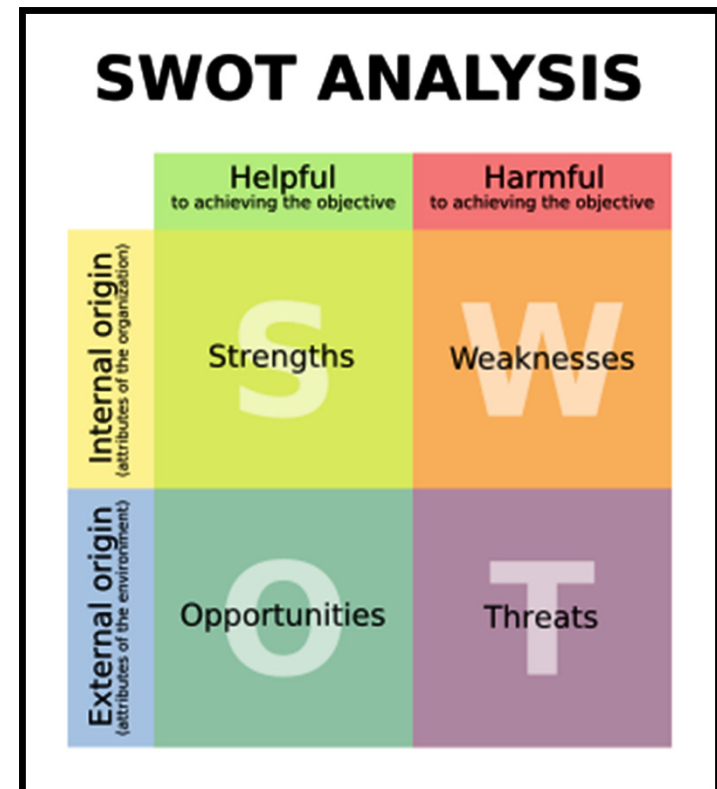 SWOT ANALYSIS
Helpful
to achieving the objective
Harmful
to achieving the objective
Internal origin
(attributes of the organization)
S
Strengths
W
Weaknesses
External origin
(attributes of the environment)
O
Opportunities
T
Threats